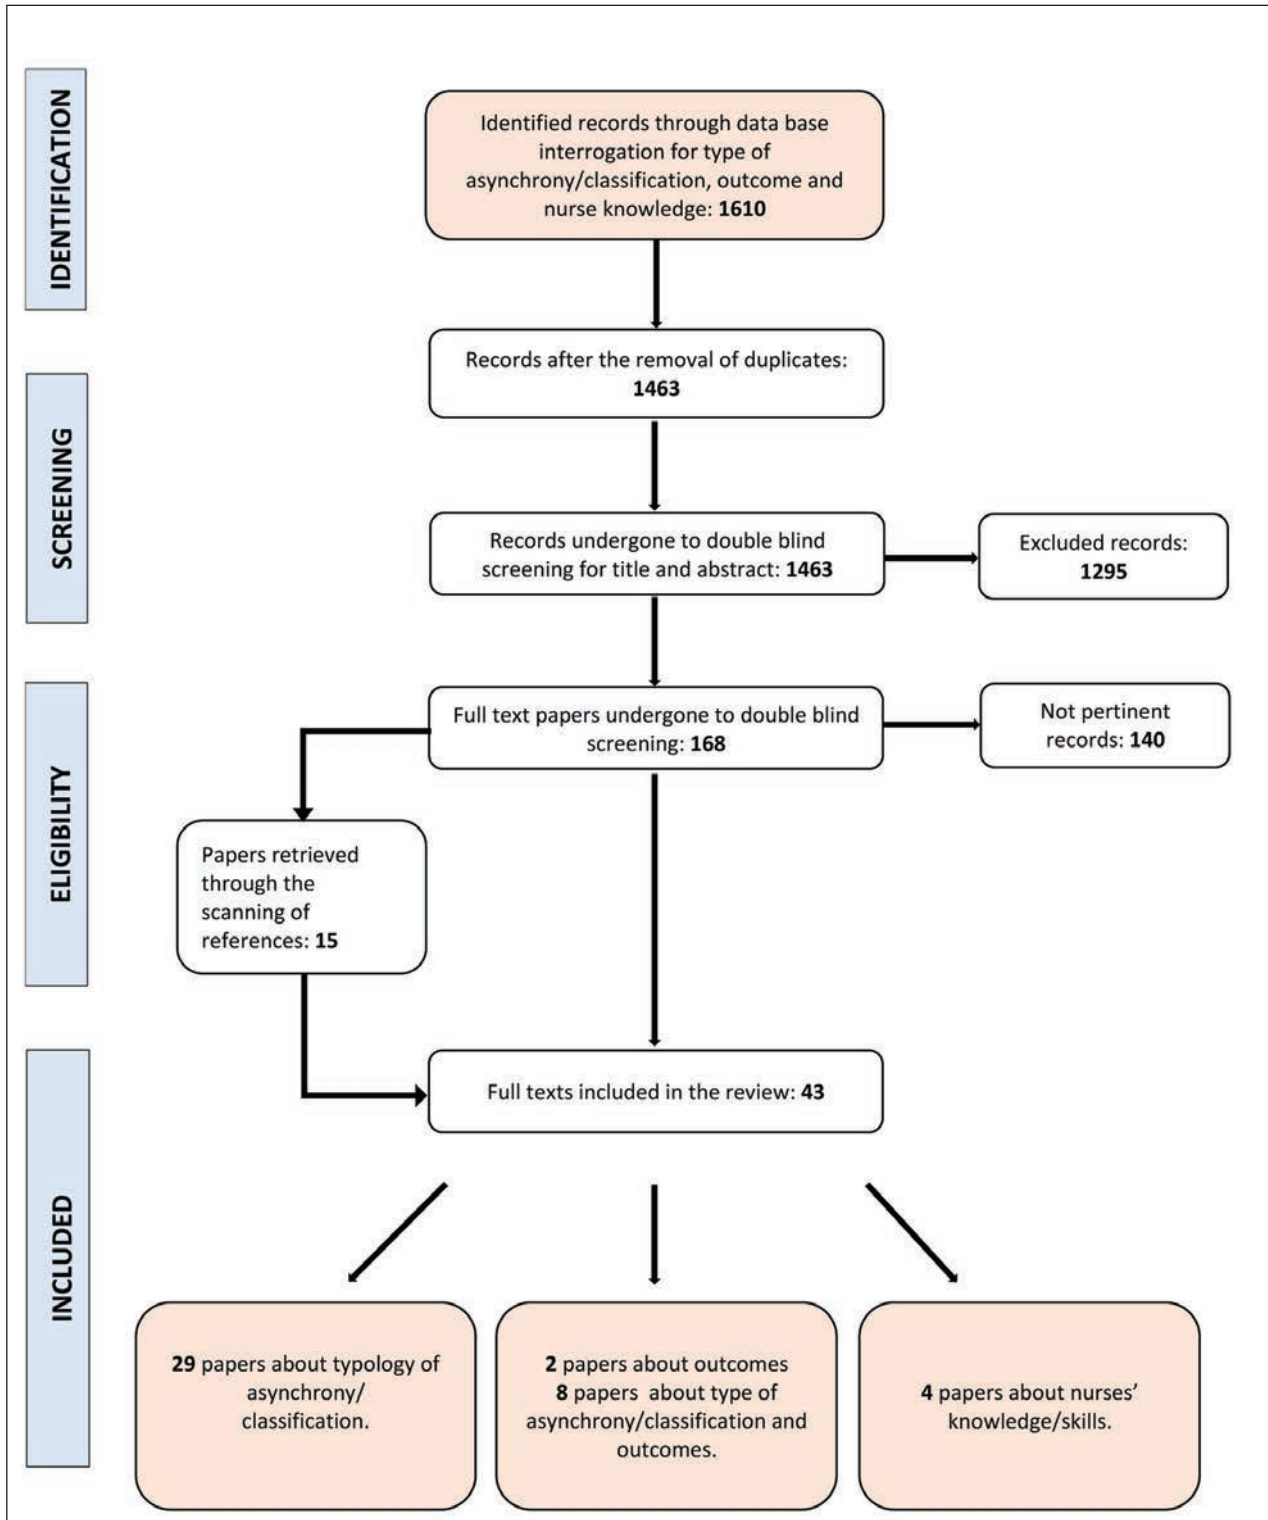 IDENTIFICATION
Identified records through data base
interrogation for type of
asynchrony/classification, outcome and
nurse knowledge: 1610
Records after the removal of duplicates:
1463
SCREENING
Records undergone to double blind
screening for title and abstract: 1463
Excluded records:
1295
ELIGIBILITY
Full text papers undergone to double blind
screening: 168
Not pertinent
records: 140
Papers retrieved
through the
scanning of
references: 15
INCLUDED
Full texts included in the review: 43
29 papers about typology of
asynchrony/
classification.
2 papers about outcomes
8 papers about type of
asynchrony/classification and
outcomes.
4 papers about nurses’
knowledge/skills.